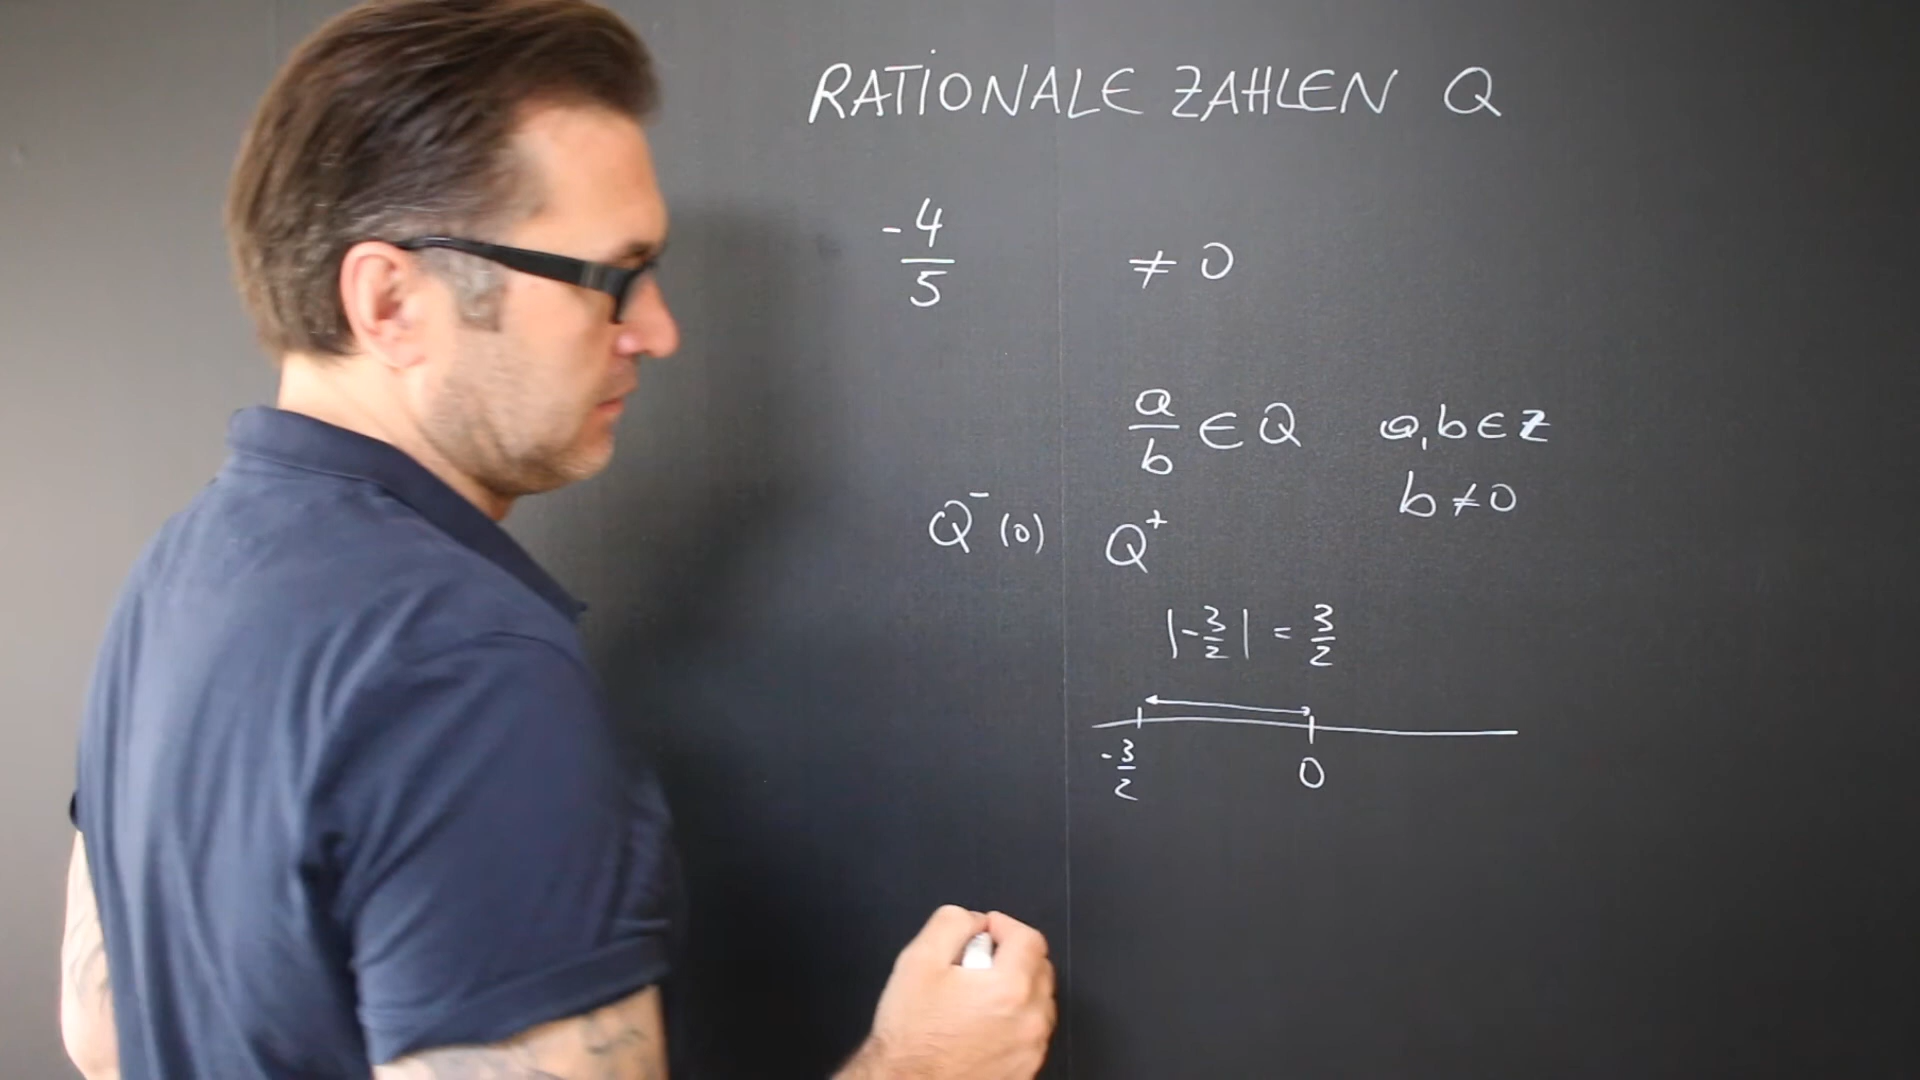 RATIONALE ZAHLEN Q
-4/5 ≠ 0
a/b ∈ Q a,b ∈ Z
b ≠ 0
Q⁻ (0) Q⁺
|-3/2| = 3/2
-3/2 0